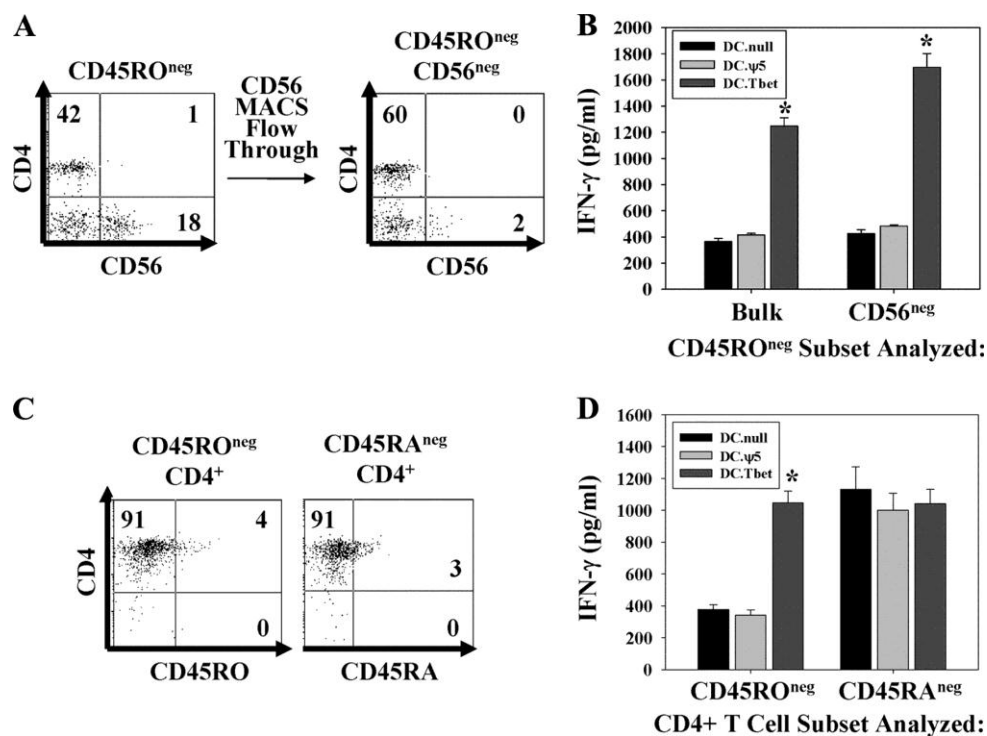 A
CD45RO^neg
CD4
42
1
18
CD56
CD56
MACS
Flow
Through
CD45RO^neg
CD56^neg
CD4
60
0
2
CD56
B
IFN-γ (pg/ml)
2000
1800
1600
1400
1200
1000
800
600
400
200
0
DC.null
DC.ψ5
DC.Tbet
*
*
Bulk
CD56^neg
CD45RO^neg Subset Analyzed:
C
CD45RO^neg
CD4⁺
CD4
91
4
0
CD45RO
CD45RA^neg
CD4⁺
91
3
0
CD45RA
D
IFN-γ (pg/ml)
1600
1400
1200
1000
800
600
400
200
0
DC.null
DC.ψ5
DC.Tbet
*
CD45RO^neg
CD45RA^neg
CD4+ T Cell Subset Analyzed: